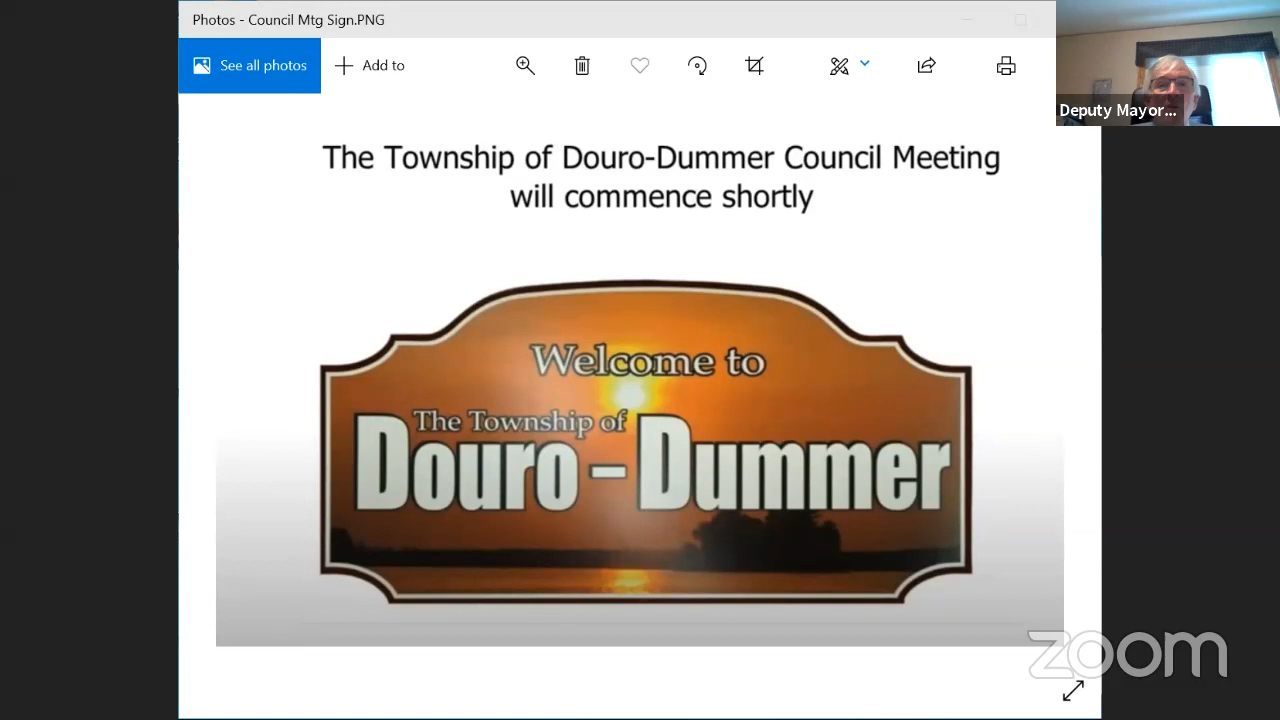 Photos - Council Mtg Sign.PNG
See all photos
Add to
Deputy Mayor...
The Township of Douro-Dummer Council Meeting
will commence shortly
Welcome to
The Township of
Douro - Dummer
zoom